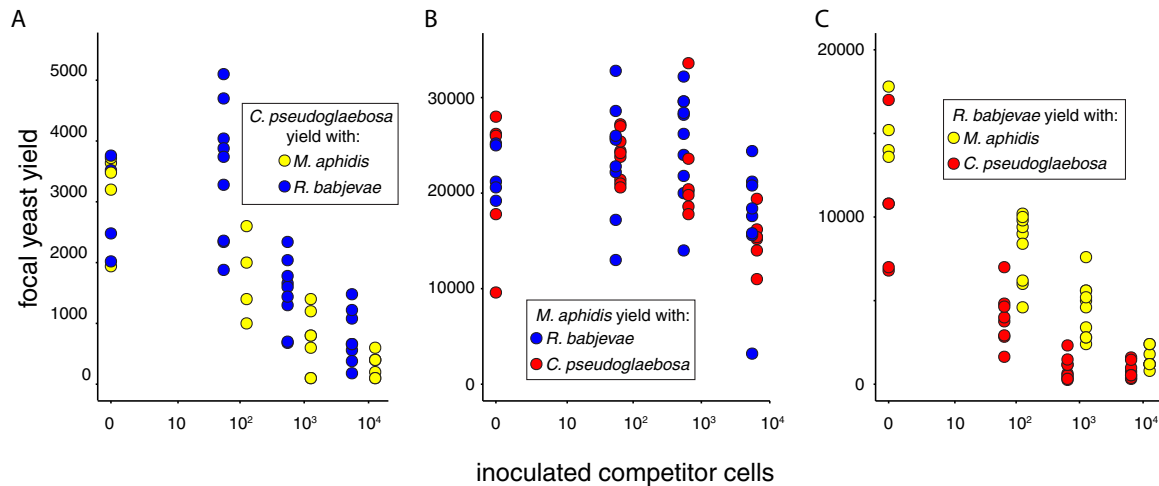 A
B
C
focal yeast yield
5000
4000
3000
2000
1000
0
C. pseudoglaebosa
yield with:
M. aphidis
R. babjevae
0
10
10²
10³
10⁴
30000
20000
10000
0
M. aphidis yield with:
R. babjevae
C. pseudoglaebosa
0
10
10²
10³
10⁴
20000
10000
0
R. babjevae yield with:
M. aphidis
C. pseudoglaebosa
0
10
10²
10³
10⁴
inoculated competitor cells